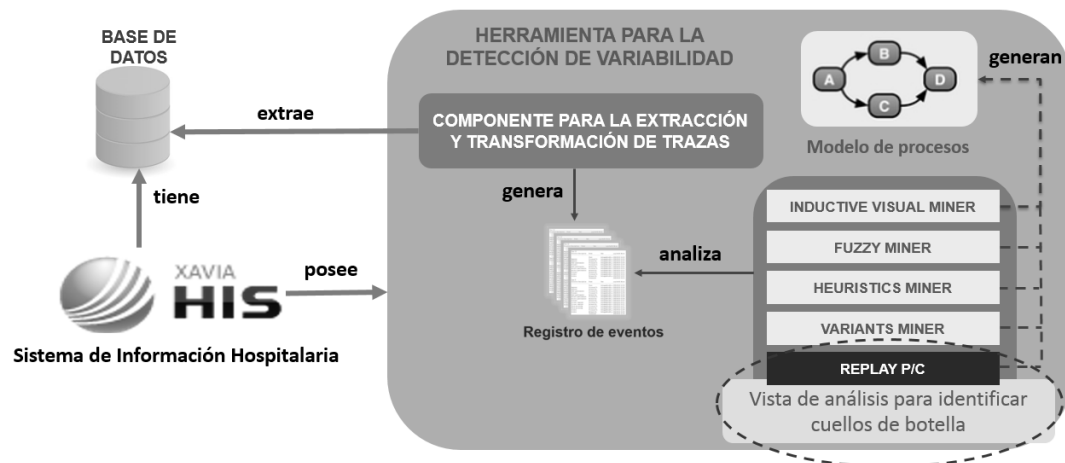 BASE DE
DATOS
HERRAMIENTA PARA LA
DETECCIÓN DE VARIABILIDAD
A
B
C
D
generan
extrae
COMPONENTE PARA LA EXTRACCIÓN
Y TRANSFORMACIÓN DE TRAZAS
Modelo de procesos
tiene
genera
INDUCTIVE VISUAL MINER
FUZZY MINER
HEURISTICS MINER
VARIANTS MINER
REPLAY P/C
analiza
XAVIA
HIS
posee
Registro de eventos
Sistema de Información Hospitalaria
Vista de análisis para identificar
cuellos de botella